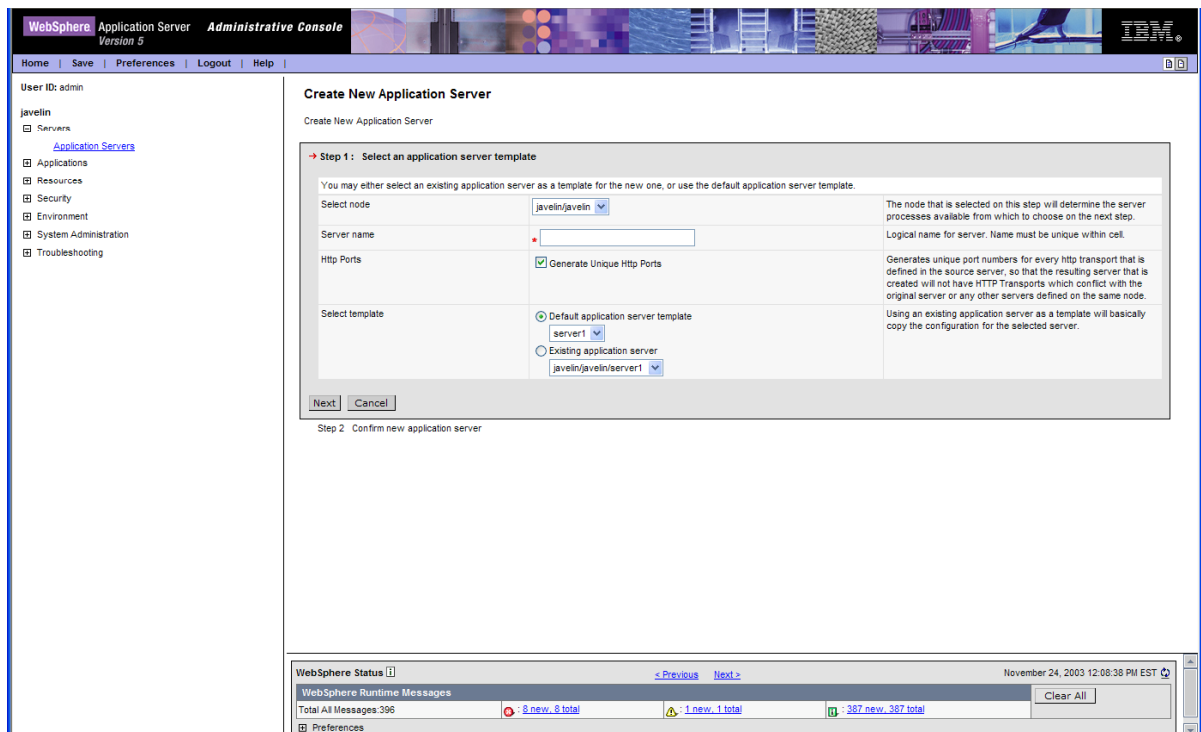 WebSphere Application Server Administrative Console
Version 5
IBM®
Home | Save | Preferences | Logout | Help |
User ID: admin
javelin
Servers
Application Servers
Applications
Resources
Security
Environment
System Administration
Troubleshooting
Create New Application Server
Create New Application Server
→ Step 1 : Select an application server template
You may either select an existing application server as a template for the new one, or use the default application server template.
Select node
javelin/javelin
The node that is selected on this step will determine the server
processes available from which to choose on the next step.
Server name
*
Logical name for server. Name must be unique within cell.
Http Ports
Generate Unique Http Ports
Generates unique port numbers for every http transport that is
defined in the source server, so that the resulting server that is
created will not have HTTP Transports which conflict with the
original server or any other servers defined on the same node.
Select template
Default application server template
server1
Existing application server
javelin/javelin/server1
Using an existing application server as a template will basically
copy the configuration for the selected server.
Next Cancel
Step 2 Confirm new application server
WebSphere Status i
< Previous Next >
November 24, 2003 12:08:38 PM EST
WebSphere Runtime Messages
Clear All
Total All Messages:396
: 8 new, 8 total
: 1 new, 1 total
: 387 new, 387 total
Preferences